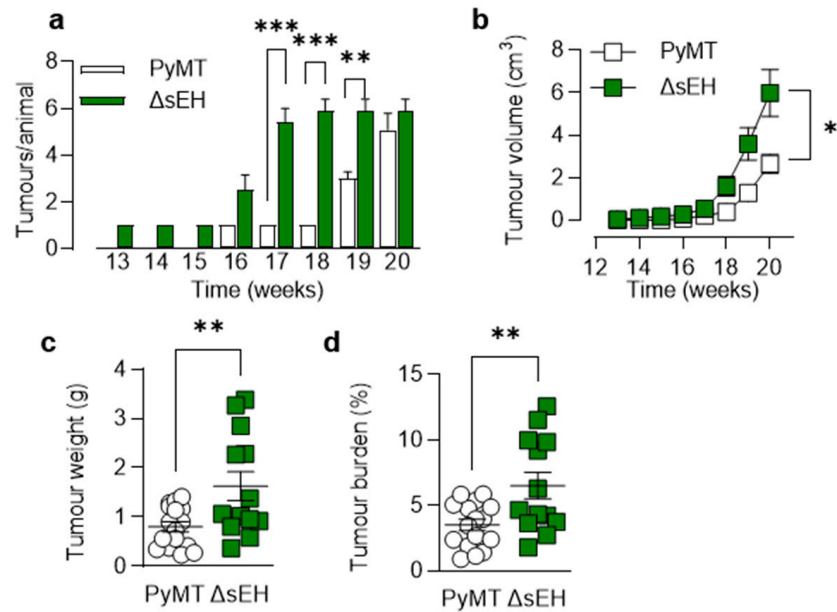 a
***
***
**
PyMT
ΔsEH
Tumours/animal
8
6
4
2
0
13 14 15 16 17 18 19 20
Time (weeks)
b
PyMT
ΔsEH
Tumour volume (cm³)
8
6
4
2
0
*
12 14 16 18 20
Time (weeks)
c
**
Tumour weight (g)
4
3
2
1
0
PyMT ΔsEH
d
**
Tumour burden (%)
15
10
5
0
PyMT ΔsEH